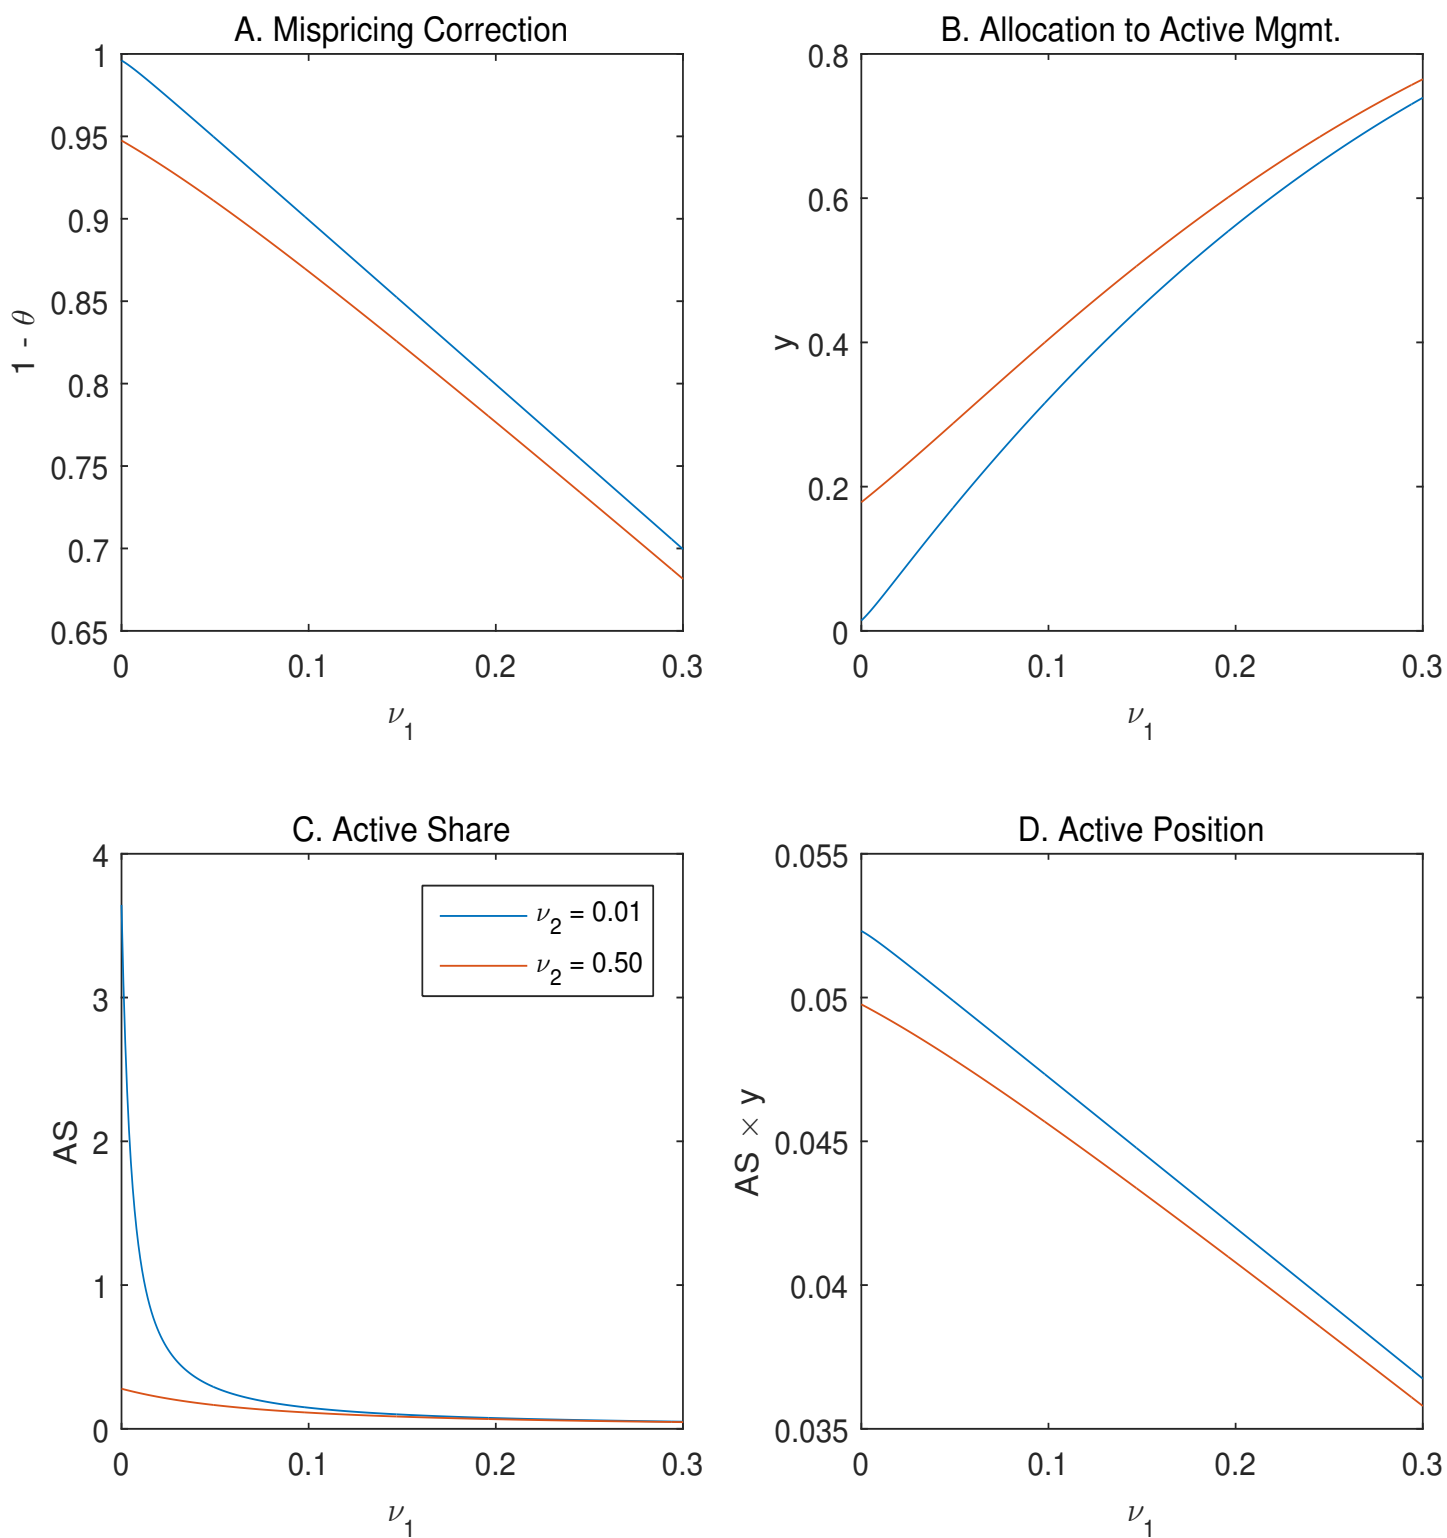 A. Mispricing Correction
1
0.95
0.9
0.85
0.8
0.75
0.7
0.65
1 - θ
0 0.1 0.2 0.3
ν1
B. Allocation to Active Mgmt.
0.8
0.6
0.4
0.2
0
y
0 0.1 0.2 0.3
ν1
C. Active Share
4
3
2
1
0
AS
ν2 = 0.01
ν2 = 0.50
0 0.1 0.2 0.3
ν1
D. Active Position
0.055
0.05
0.045
0.04
0.035
AS × y
0 0.1 0.2 0.3
ν1